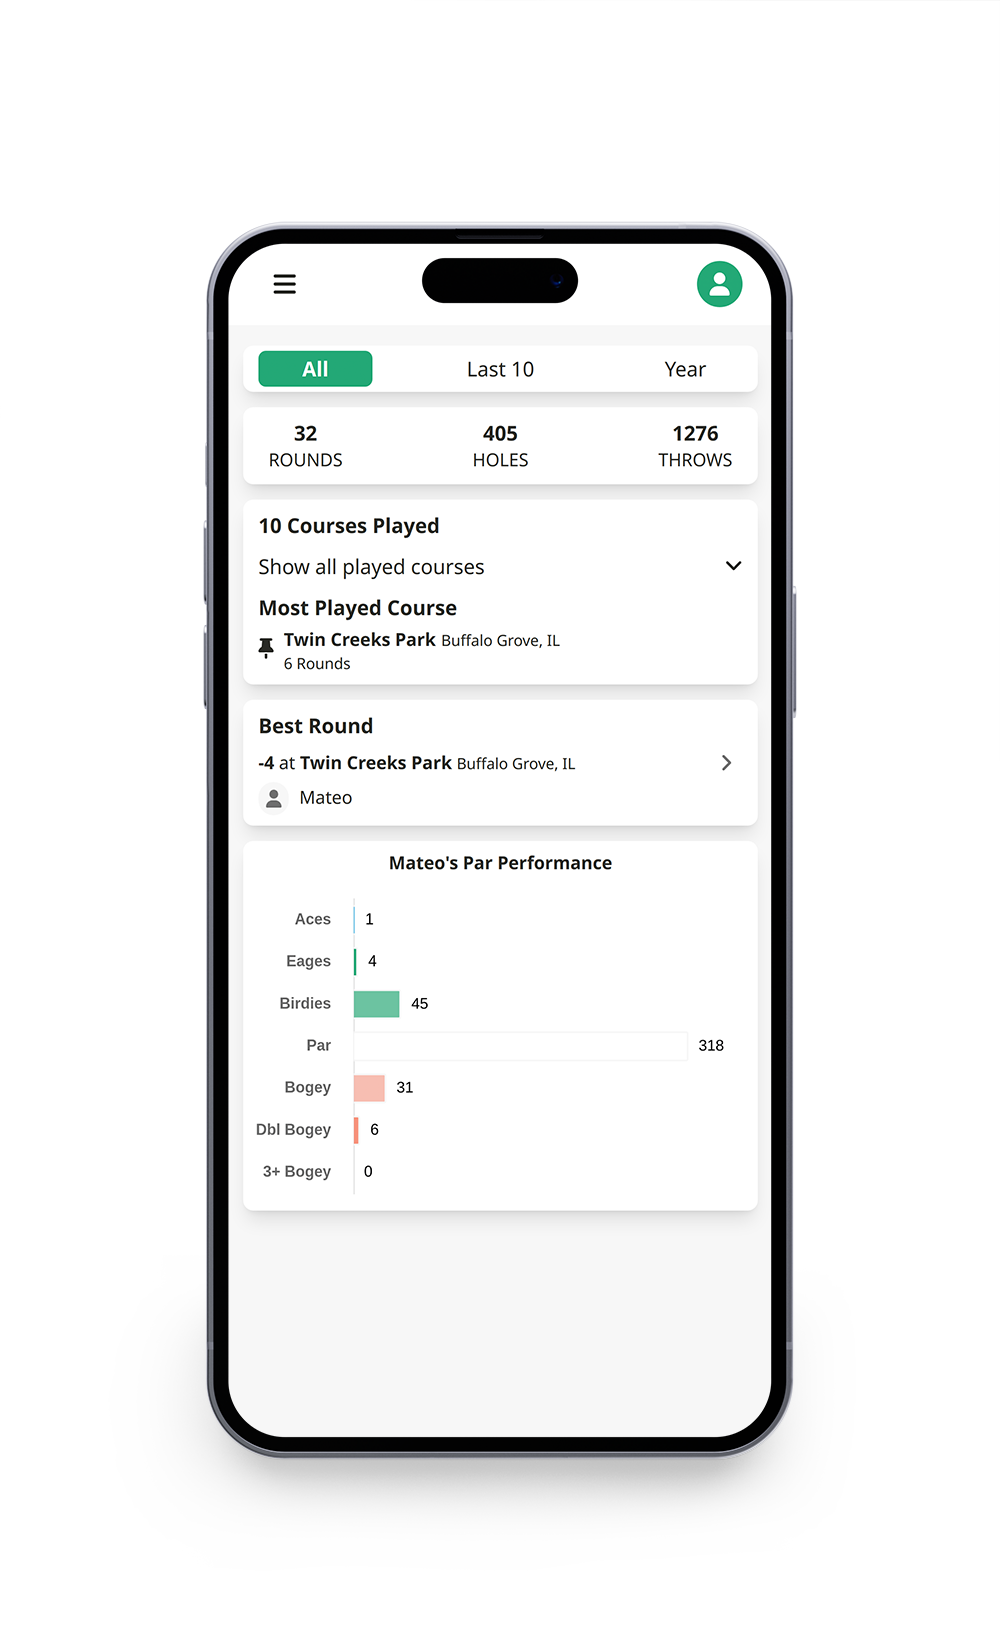 All Last 10 Year
32 405 1276
ROUNDS HOLES THROWS
10 Courses Played
Show all played courses
Most Played Course
Twin Creeks Park Buffalo Grove, IL
6 Rounds
Best Round
-4 at Twin Creeks Park Buffalo Grove, IL
Mateo
Mateo's Par Performance
Aces 1
Eages 4
Birdies 45
Par 318
Bogey 31
Dbl Bogey 6
3+ Bogey 0